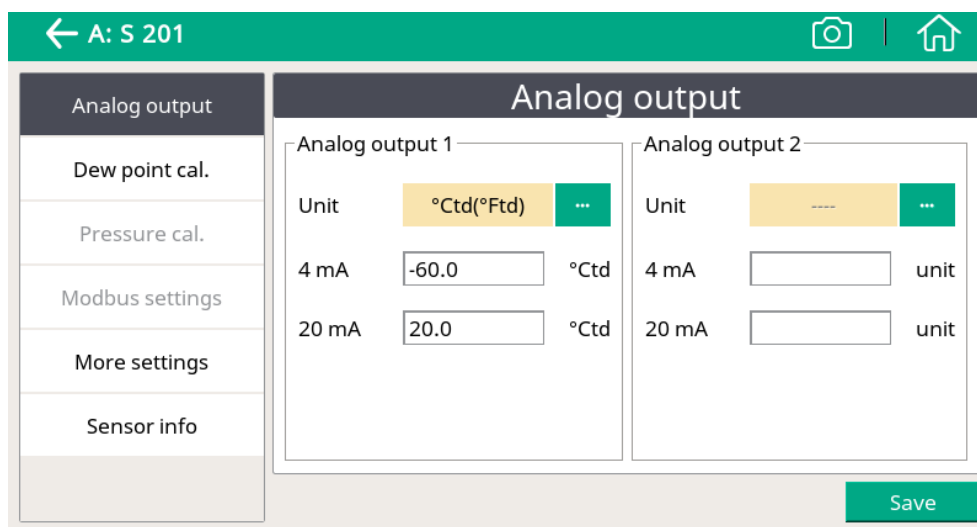 A: S 201
Analog output
Dew point cal.
Pressure cal.
Modbus settings
More settings
Sensor info
Analog output
Analog output 1
Unit °Ctd(°Ftd) ...
4 mA -60.0 °Ctd
20 mA 20.0 °Ctd
Analog output 2
Unit ---- ...
4 mA unit
20 mA unit
Save